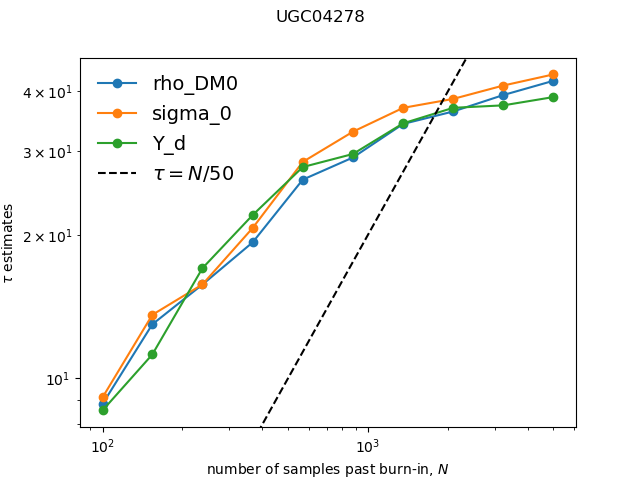 UGC04278
rho_DM0
sigma_0
Y_d
τ = N/50
4 × 10¹
3 × 10¹
2 × 10¹
10¹
τ estimates
10² 10³
number of samples past burn-in, N